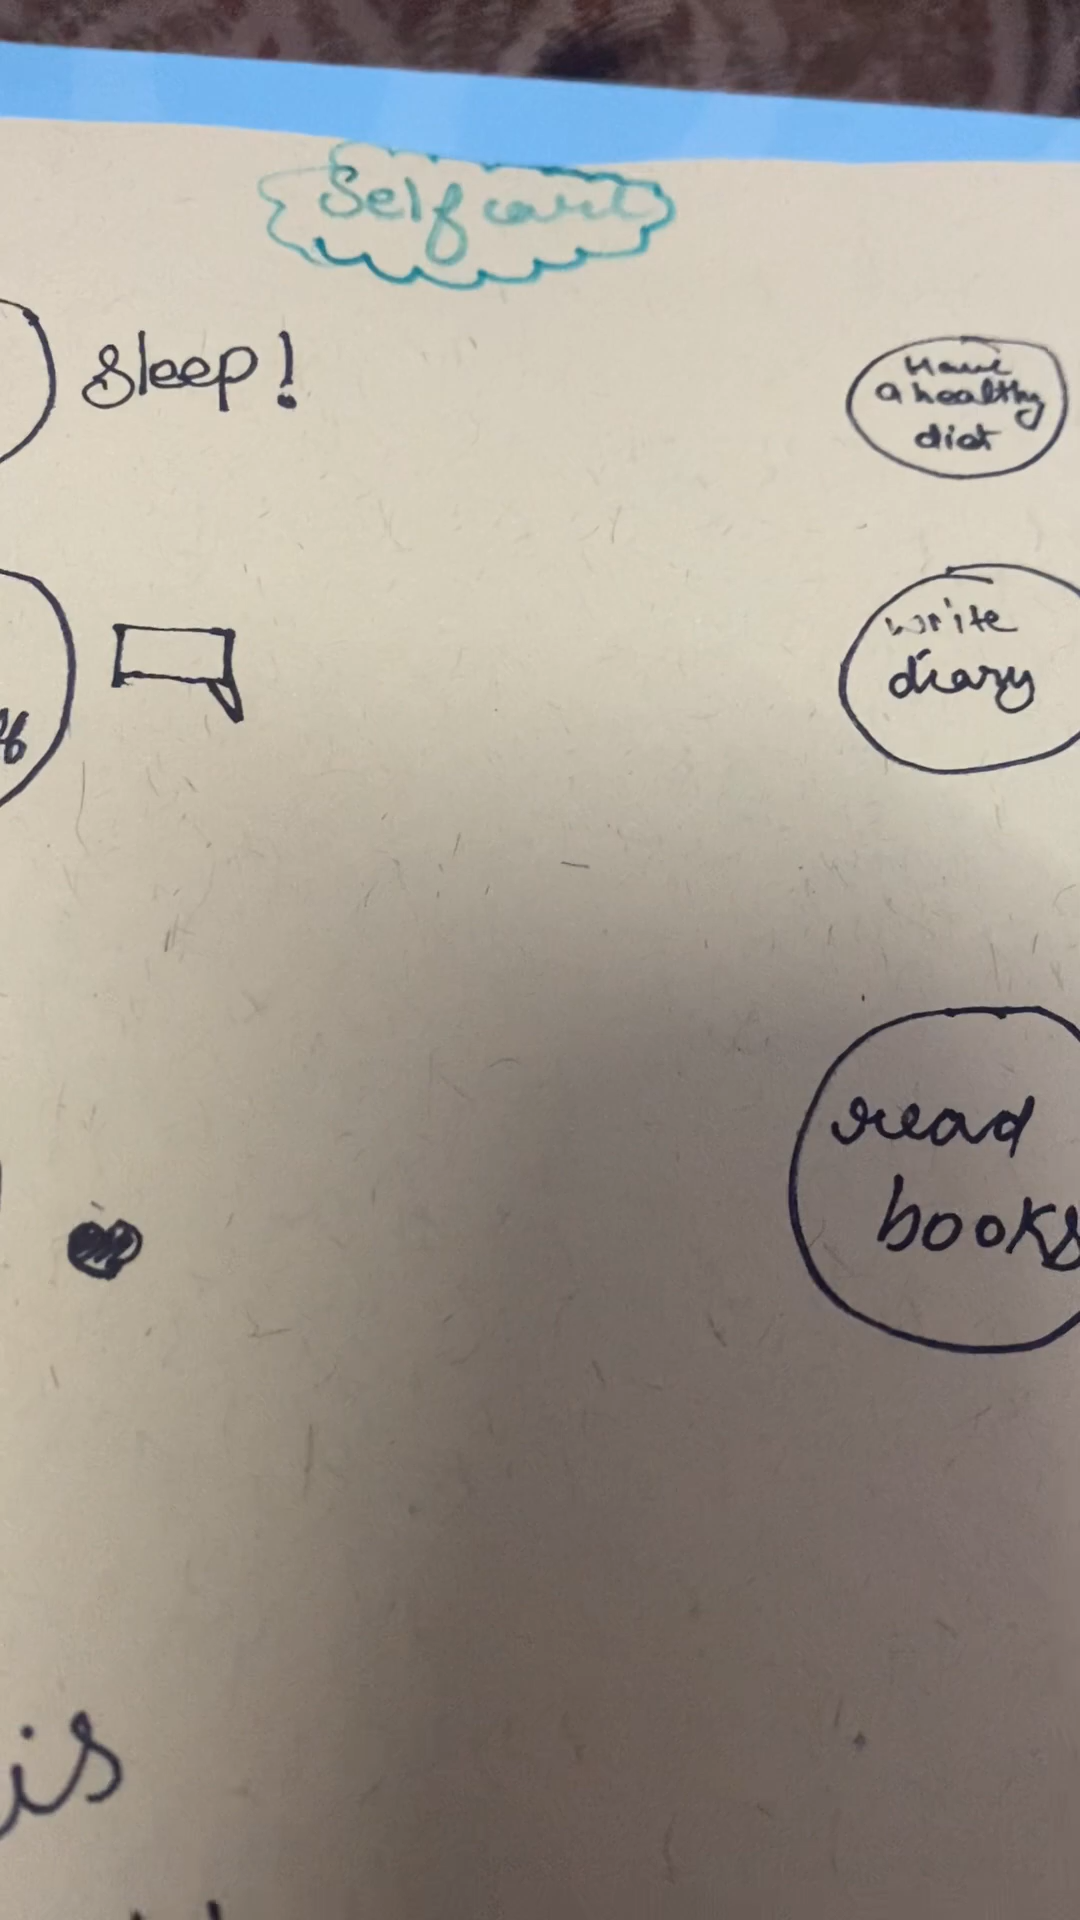 Self care
Sleep!
Have
a healthy
diet
write
diary
read
books
is